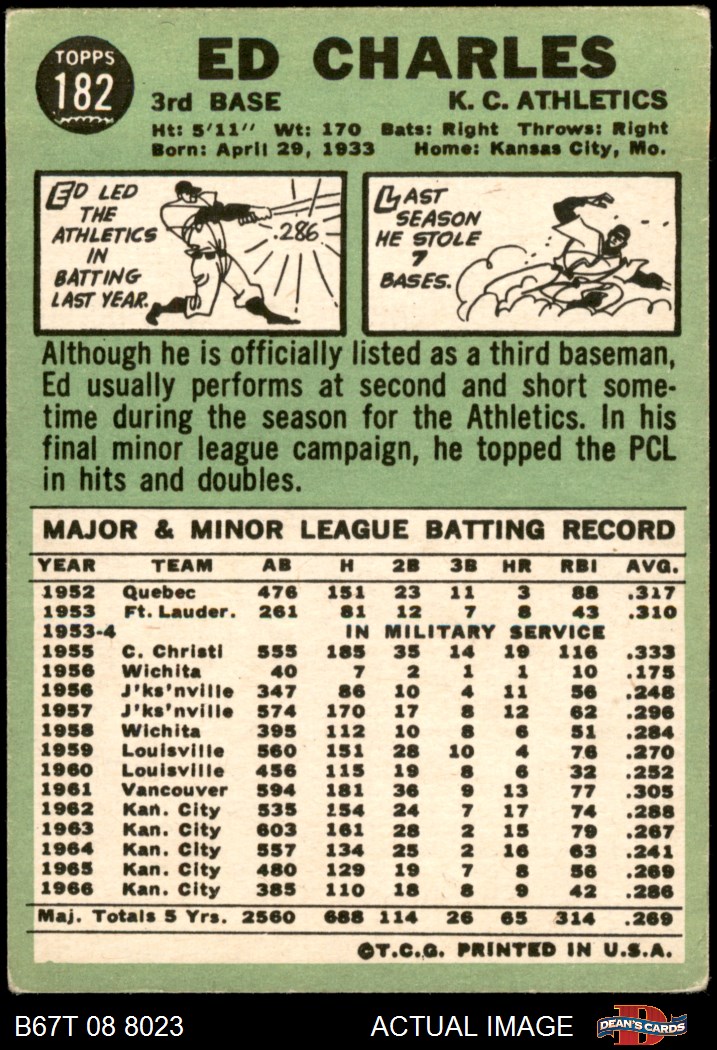 TOPPS
182
ED CHARLES
3rd BASE K. C. ATHLETICS
Ht: 5'11" Wt: 170 Bats: Right Throws: Right
Born: April 29, 1933 Home: Kansas City, Mo.
ED LED
THE
ATHLETICS
IN
BATTING
LAST YEAR.
.286
LAST
SEASON
HE STOLE
7
BASES.
Although he is officially listed as a third baseman,
Ed usually performs at second and short some-
time during the season for the Athletics. In his
final minor league campaign, he topped the PCL
in hits and doubles.
MAJOR & MINOR LEAGUE BATTING RECORD
YEAR TEAM AB H 2B 3B HR RBI AVG.
1952 Quebec 476 151 23 11 3 88 .317
1953 Ft. Lauder. 261 81 12 7 8 43 .310
1953-4 IN MILITARY SERVICE
1955 C. Christi 555 185 35 14 19 116 .333
1956 Wichita 40 7 2 1 1 10 .175
1956 J'ks'nville 347 86 10 4 11 56 .248
1957 J'ks'nville 574 170 17 8 12 62 .296
1958 Wichita 395 112 10 8 6 51 .284
1959 Louisville 560 151 28 10 4 76 .270
1960 Louisville 456 115 19 8 6 32 .252
1961 Vancouver 594 181 36 9 13 77 .305
1962 Kan. City 535 154 24 7 17 74 .288
1963 Kan. City 603 161 28 2 15 79 .267
1964 Kan. City 557 134 25 2 16 63 .241
1965 Kan. City 480 129 19 7 8 56 .269
1966 Kan. City 385 110 18 8 9 42 .286
Maj. Totals 5 Yrs. 2560 688 114 26 65 314 .269
©T.C.G. PRINTED IN U.S.A.
B67T 08 8023 ACTUAL IMAGE
D
DEAN'S CARDS